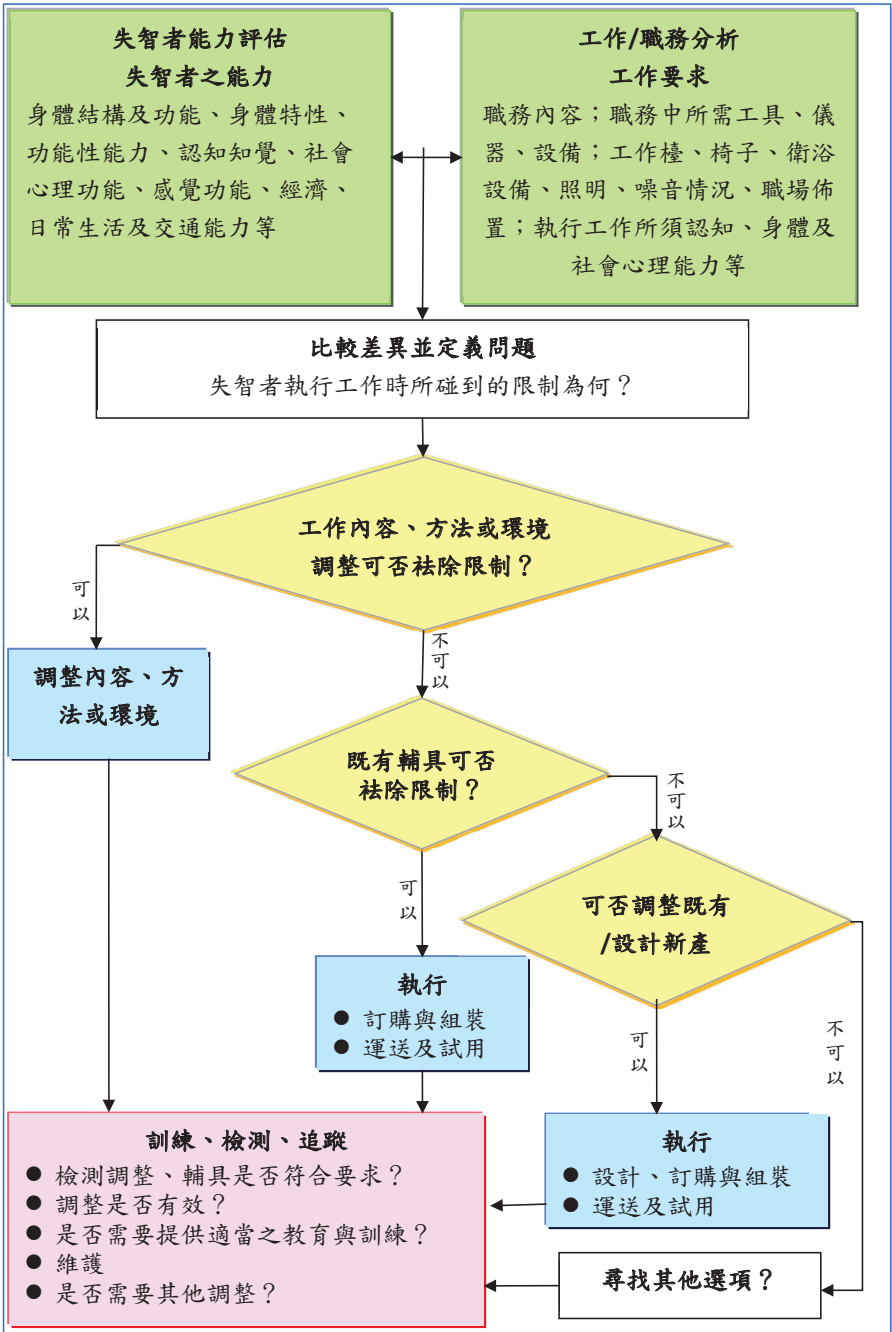 失智者能力評估
失智者之能力
身體結構及功能、身體特性、
功能性能力、認知知覺、社會
心理功能、感覺功能、經濟、
日常生活及交通能力等
工作/職務分析
工作要求
職務內容；職務中所需工具、儀
器、設備；工作檯、椅子、衛浴
設備、照明、噪音情況、職場佈
置；執行工作所須認知、身體及
社會心理能力等
比較差異並定義問題
失智者執行工作時所碰到的限制為何？
工作內容、方法或環境
調整可否祛除限制？
可以
不可以
調整內容、方
法或環境
既有輔具可否
祛除限制？
不可以
可以
可否調整既有
/設計新產
執行
● 訂購與組裝
● 運送及試用
可以
不可以
訓練、檢測、追蹤
● 檢測調整、輔具是否符合要求？
● 調整是否有效？
● 是否需要提供適當之教育與訓練？
● 維護
● 是否需要其他調整？
執行
● 設計、訂購與組裝
● 運送及試用
尋找其他選項？